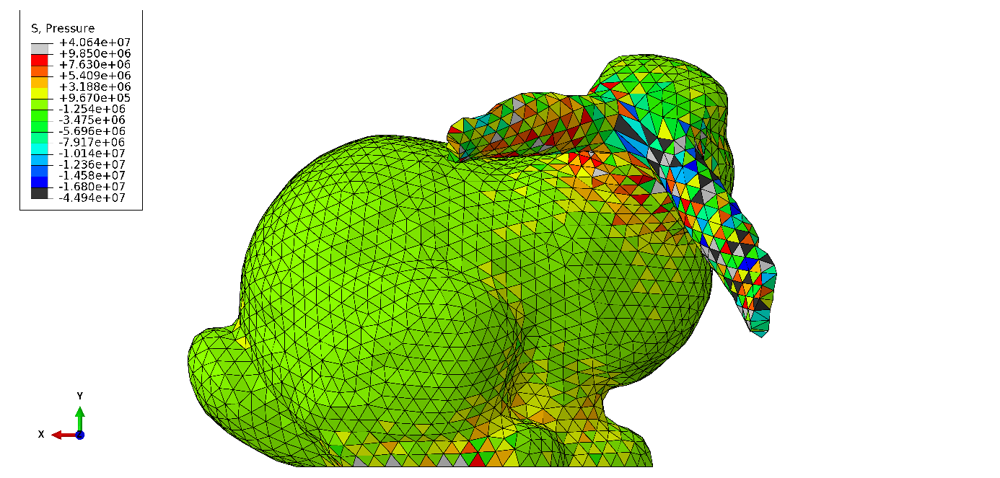 S, Pressure
+4.064e+07
+9.850e+06
+7.630e+06
+5.409e+06
+3.188e+06
+9.670e+05
-1.254e+06
-3.475e+06
-5.696e+06
-7.917e+06
-1.014e+07
-1.236e+07
-1.458e+07
-1.680e+07
-4.494e+07
Y
X